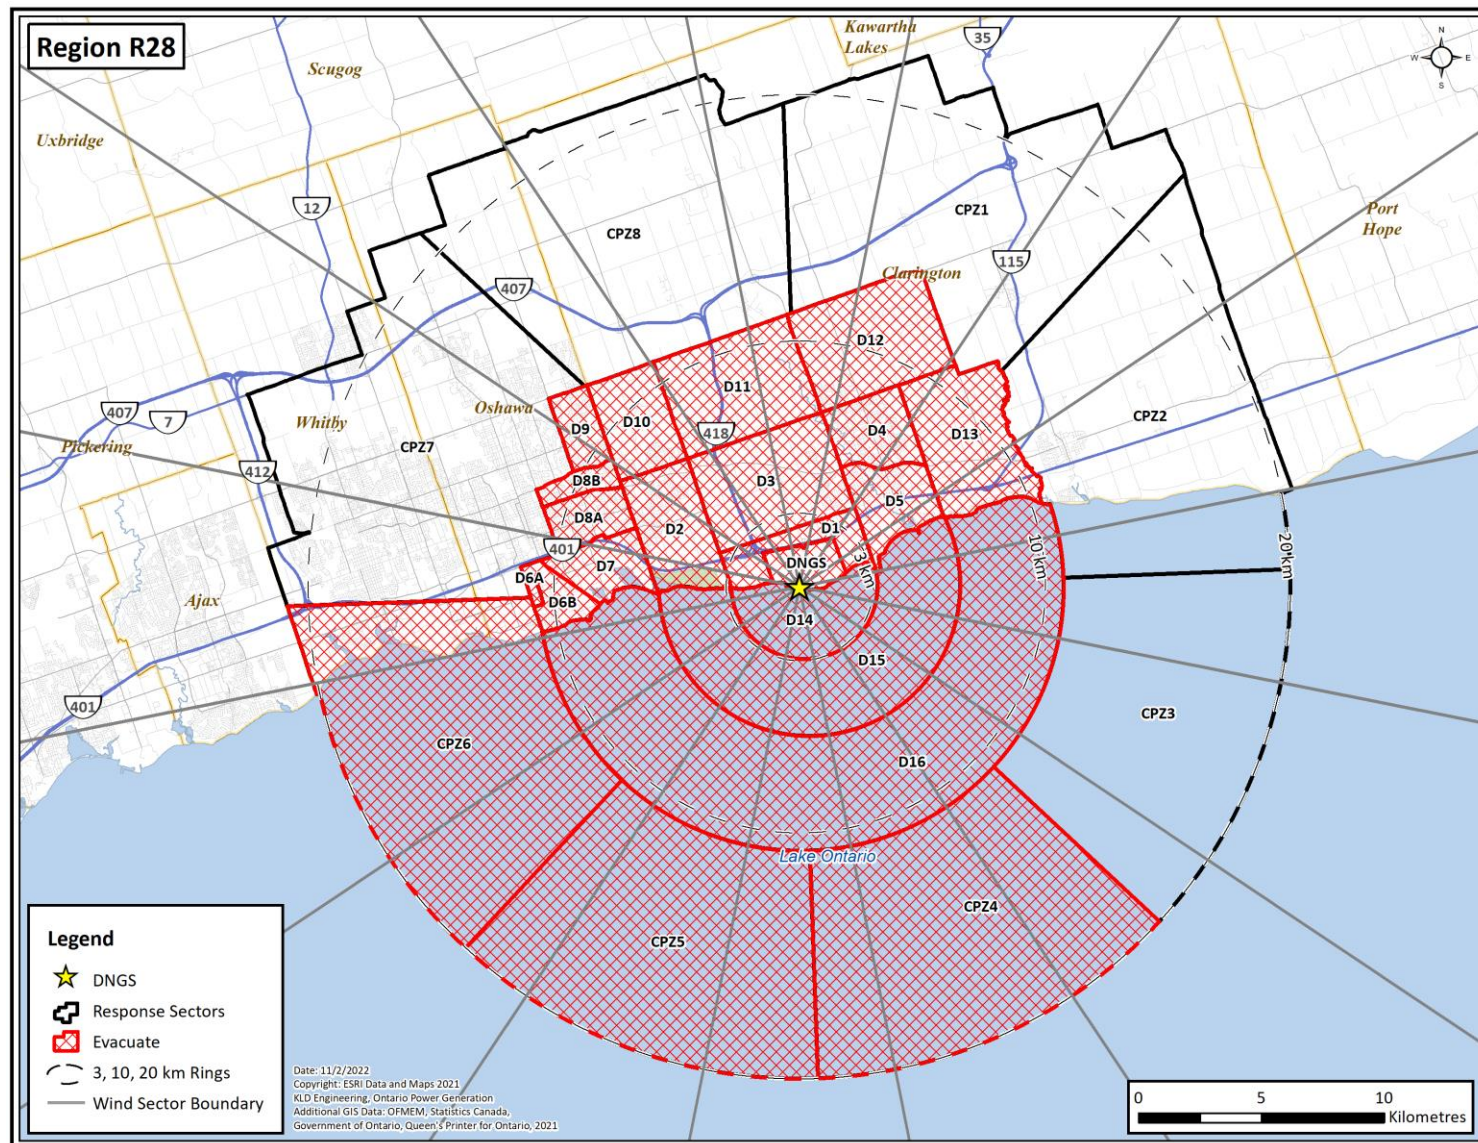 Region R28
Scugog
Kawartha
Lakes
35
N
W
E
S
Uxbridge
12
CPZ8
CPZ1
Port
Hope
407
115
Clarington
D12
D11
407
7
Whitby
Oshawa
D9
D10
418
D4
D13
CPZ2
Pickering
412
CPZ7
D8B
D3
D8A
D2
D5
D1
401
D7
DNGS
3 km
10 km
20 km
D6A
D6B
Ajax
D14
D15
401
CPZ6
CPZ3
D16
Lake Ontario
CPZ4
CPZ5
Legend
DNGS
Response Sectors
Evacuate
3, 10, 20 km Rings
Wind Sector Boundary
Date: 11/2/2022
Copyright: ESRI Data and Maps 2021
KLD Engineering, Ontario Power Generation
Additional GIS Data: OFMEM, Statistics Canada,
Government of Ontario, Queen's Printer for Ontario, 2021
0 5 10
Kilometres